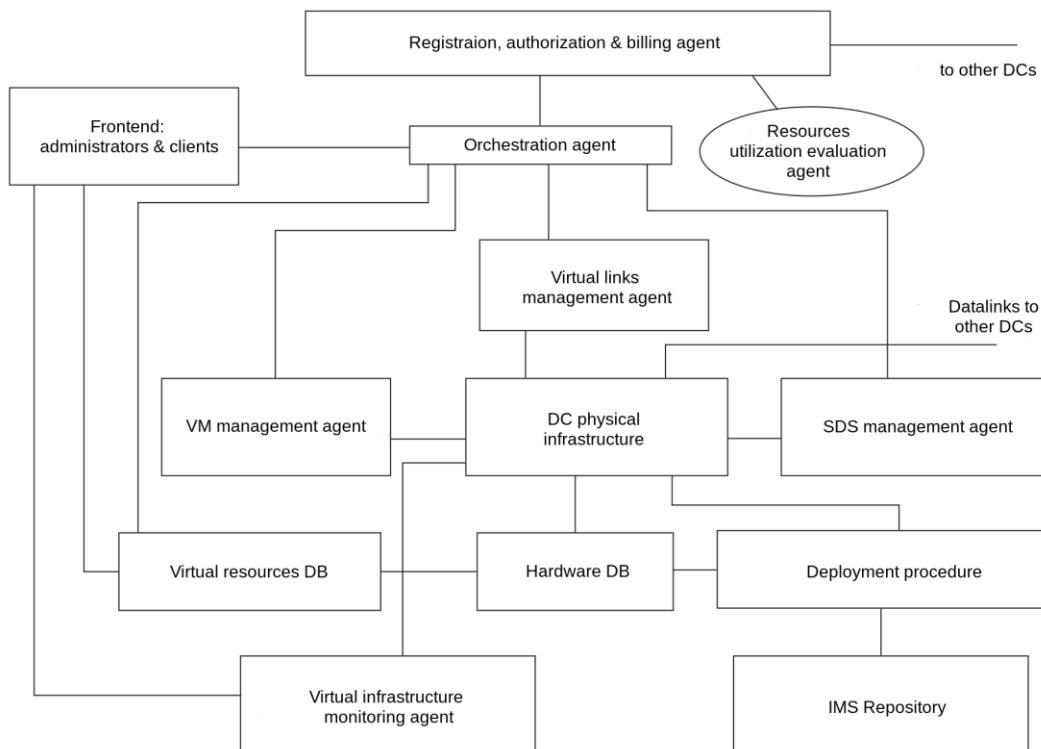 Registraion, authorization & billing agent
to other DCs
Frontend:
administrators & clients
Orchestration agent
Resources
utilization evaluation
agent
Virtual links
management agent
Datalinks to
other DCs
VM management agent
DC physical
infrastructure
SDS management agent
Virtual resources DB
Hardware DB
Deployment procedure
Virtual infrastructure
monitoring agent
IMS Repository